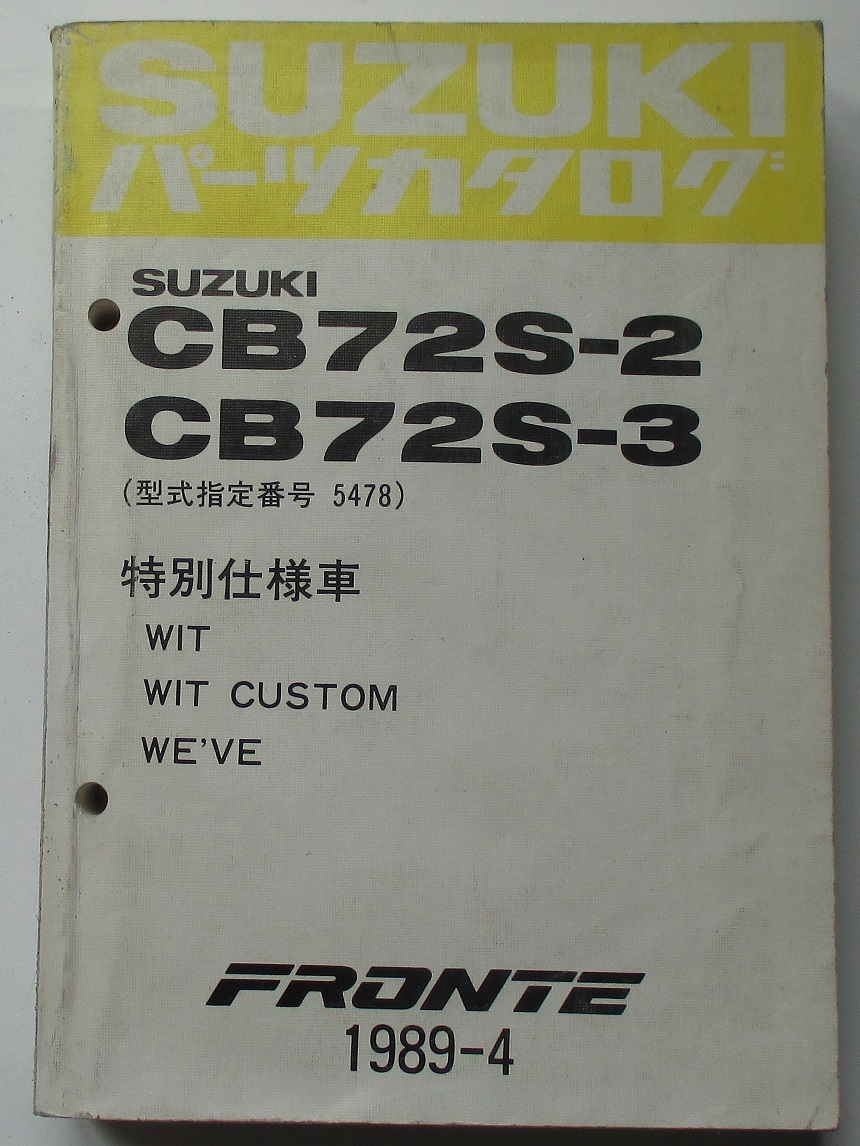 SUZUKI
パーツカタログ
SUZUKI
CB72S-2
CB72S-3
(型式指定番号 5478)
特別仕様車
WIT
WIT CUSTOM
WE'VE
FRONTE
1989-4